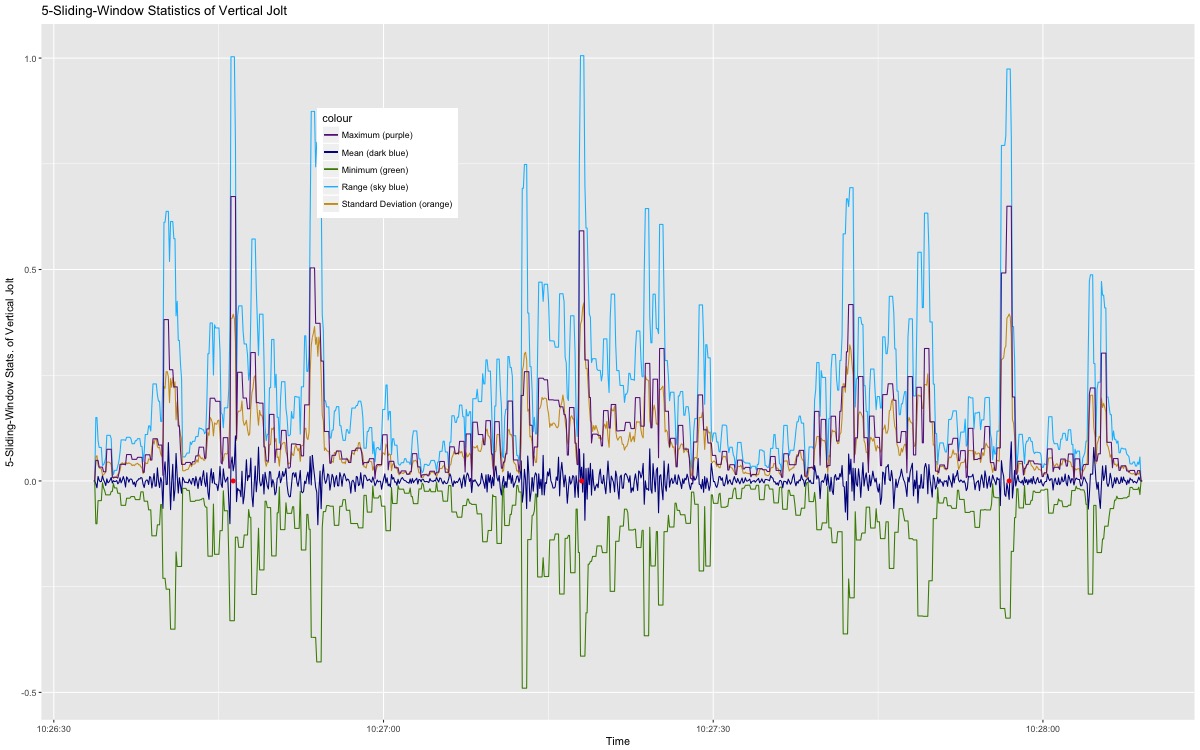 5-Sliding-Window Statistics of Vertical Jolt
5-Sliding-Window Stats. of Vertical Jolt
1.0
0.5
0.0
-0.5
colour
Maximum (purple)
Mean (dark blue)
Minimum (green)
Range (sky blue)
Standard Deviation (orange)
10:26:30
10:27:00
10:27:30
10:28:00
Time